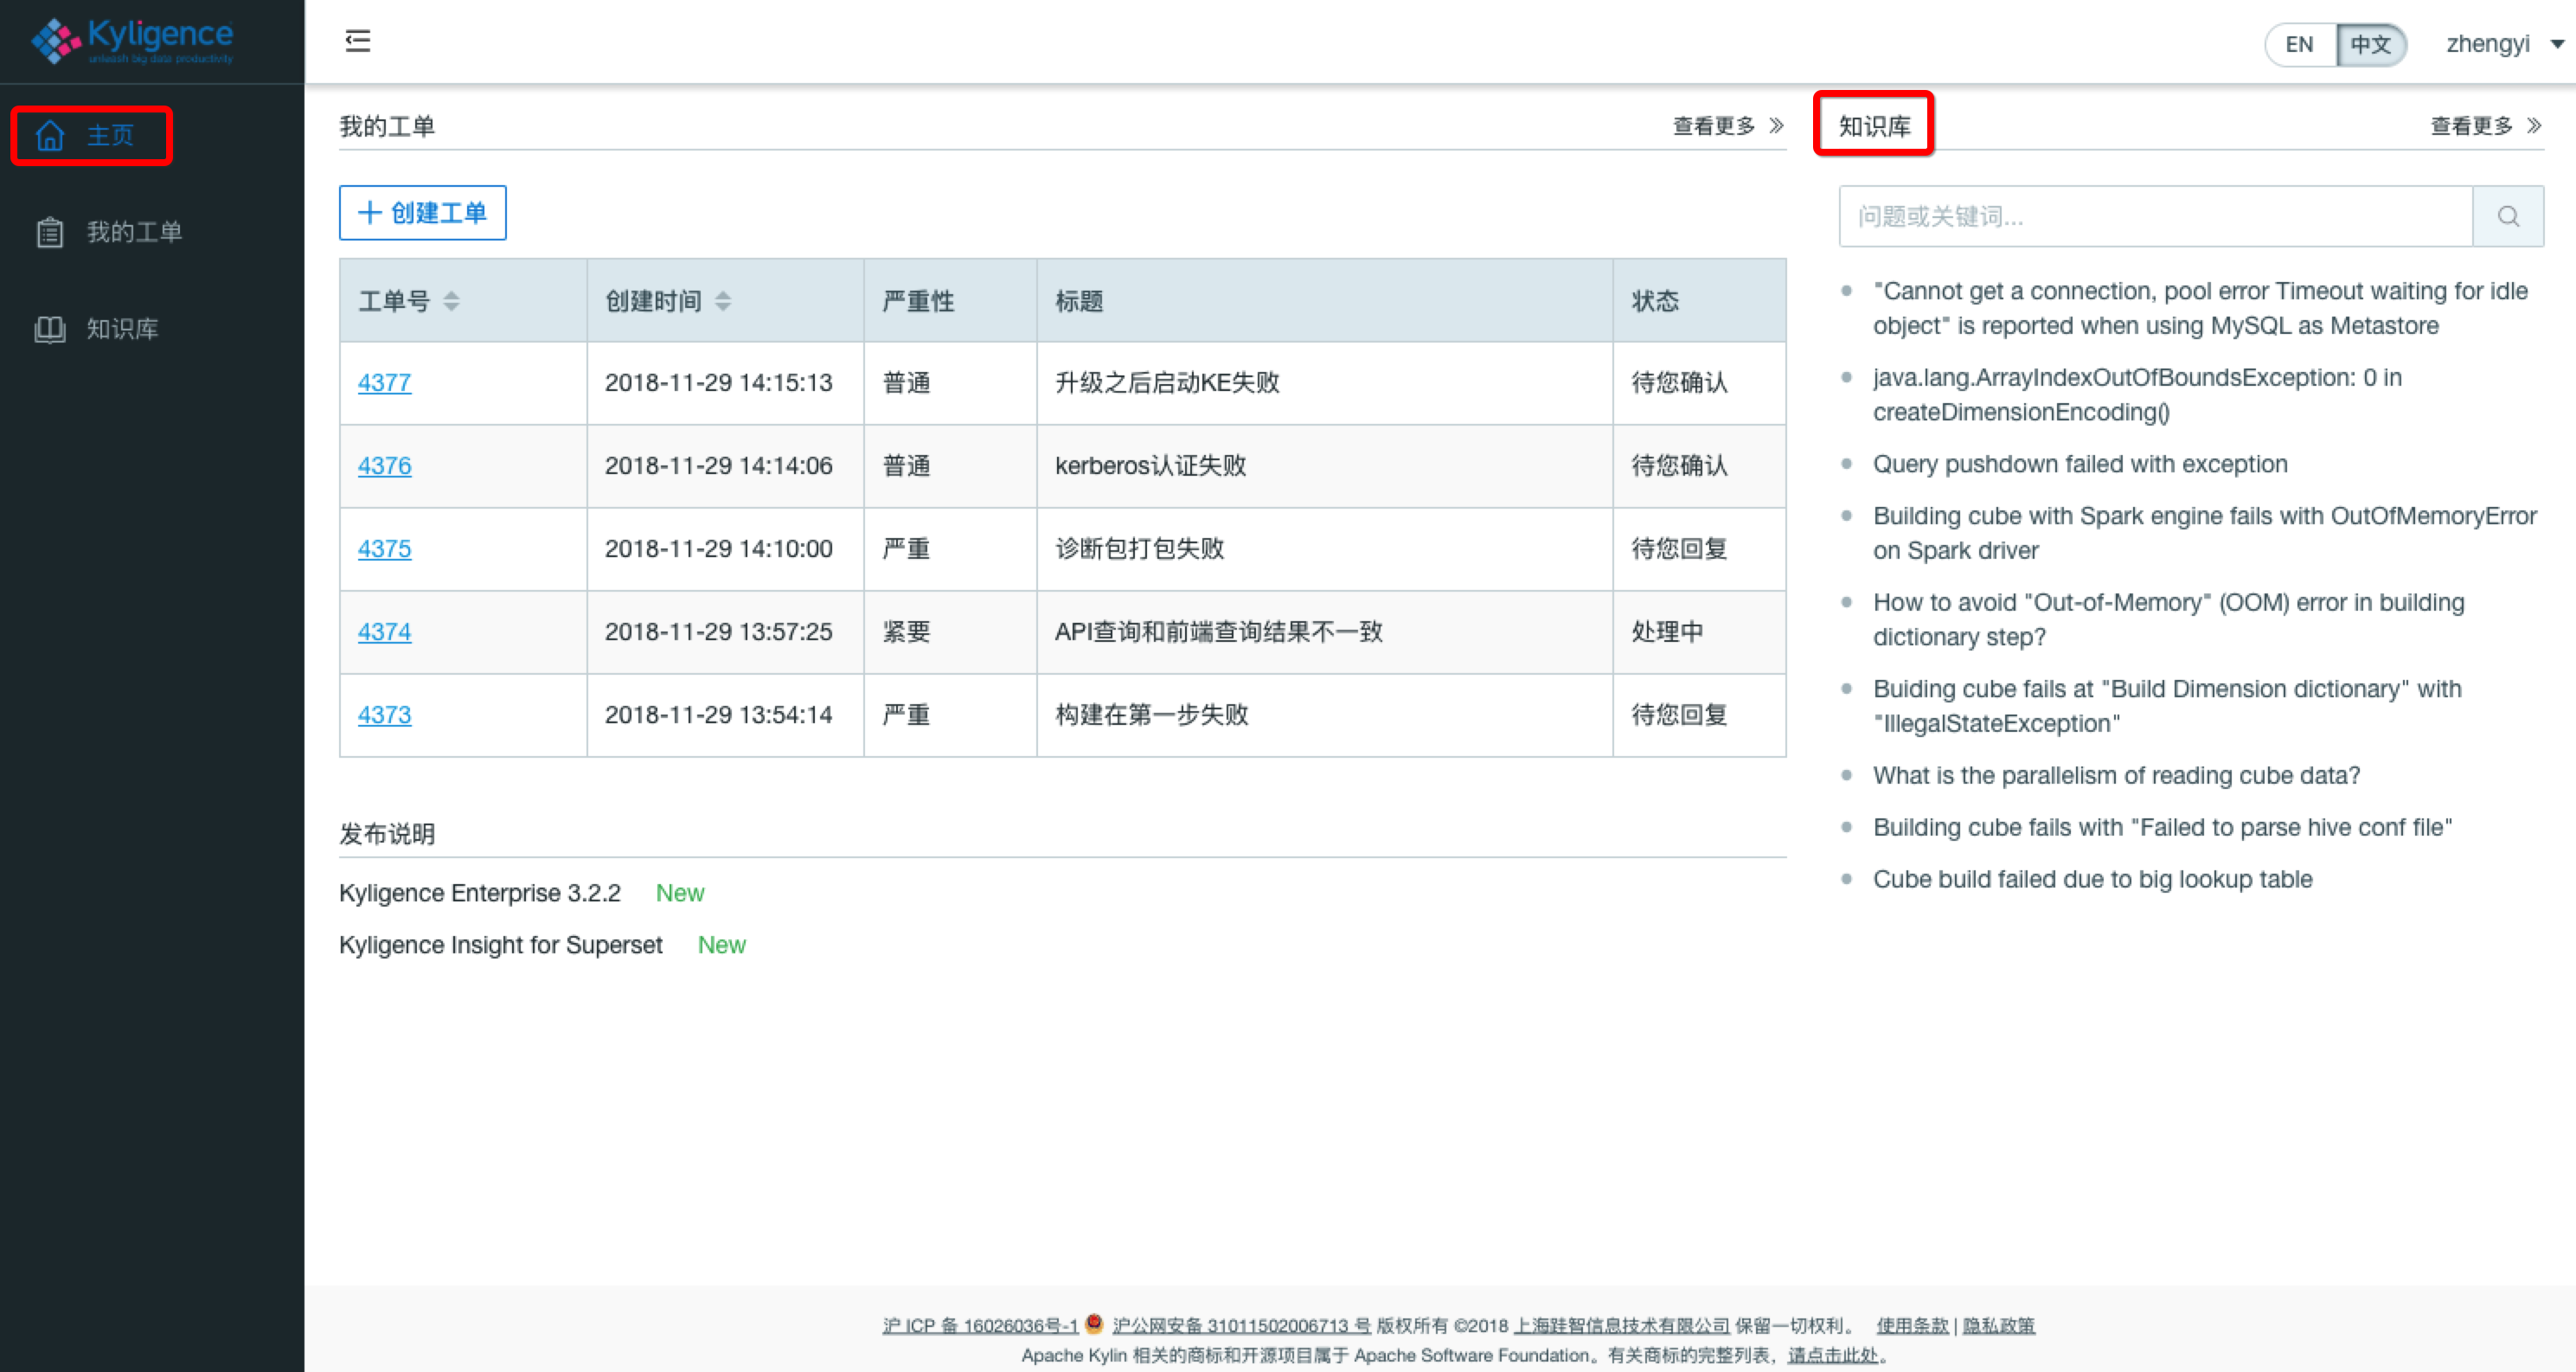 Kyligence
unleash big data productivity
EN 中文 zhengyi
主页
我的工单
知识库
我的工单 查看更多
创建工单
工单号 创建时间 严重性 标题 状态
4377 2018-11-29 14:15:13 普通 升级之后启动KE失败 待您确认
4376 2018-11-29 14:14:06 普通 kerberos认证失败 待您确认
4375 2018-11-29 14:10:00 严重 诊断包打包失败 待您回复
4374 2018-11-29 13:57:25 紧要 API查询和前端查询结果不一致 处理中
4373 2018-11-29 13:54:14 严重 构建在第一步失败 待您回复
发布说明
Kyligence Enterprise 3.2.2 New
Kyligence Insight for Superset New
知识库 查看更多
问题或关键词...
"Cannot get a connection, pool error Timeout waiting for idle
object" is reported when using MySQL as Metastore
java.lang.ArrayIndexOutOfBoundsException: 0 in
createDimensionEncoding()
Query pushdown failed with exception
Building cube with Spark engine fails with OutOfMemoryError
on Spark driver
How to avoid "Out-of-Memory" (OOM) error in building
dictionary step?
Buiding cube fails at "Build Dimension dictionary" with
"IllegalStateException"
What is the parallelism of reading cube data?
Building cube fails with "Failed to parse hive conf file"
Cube build failed due to big lookup table
沪 ICP 备 16026036号-1 沪公网安备 31011502006713 号 版权所有 ©2018 上海跬智信息技术有限公司 保留一切权利。 使用条款 | 隐私政策
Apache Kylin 相关的商标和开源项目属于 Apache Software Foundation。有关商标的完整列表，请点击此处。